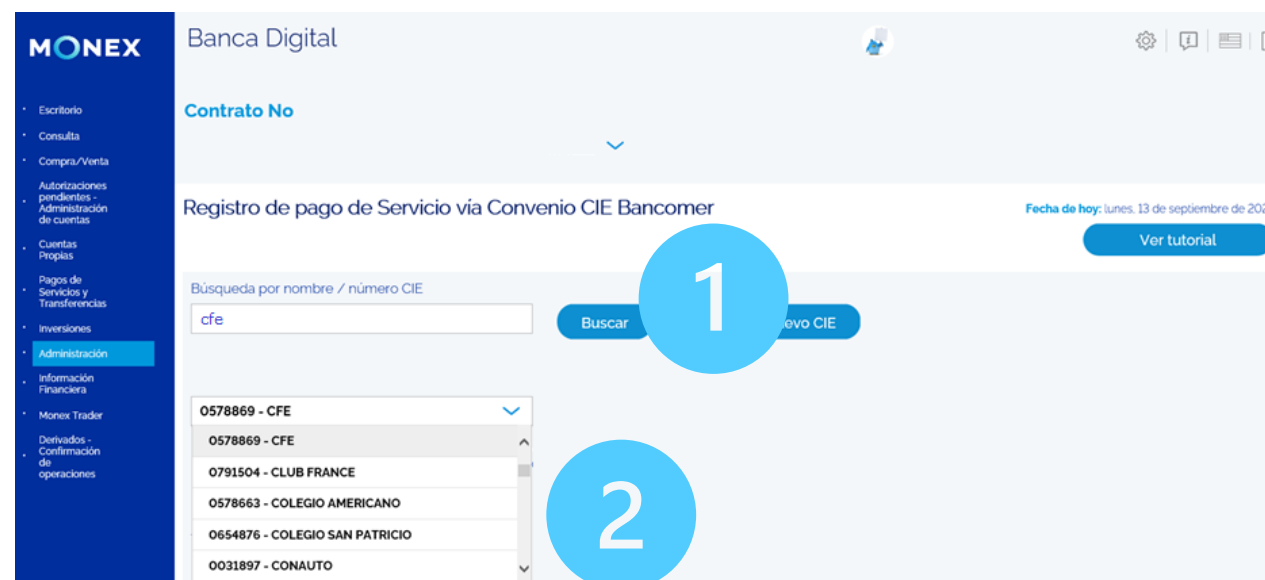 MONEX
Banca Digital
Escritorio
Consulta
Compra/Venta
Autorizaciones
pendientes -
Administración
de cuentas
Cuentas
Propias
Pagos de
Servicios y
Transferencias
Inversiones
Administración
Información
Financiera
Monex Trader
Derivados -
Confirmación
de
operaciones
Contrato No
Registro de pago de Servicio vía Convenio CIE Bancomer
Fecha de hoy: lunes, 13 de septiembre de 202
Ver tutorial
Búsqueda por nombre / número CIE
cfe
Buscar
1
evo CIE
0578869 - CFE
0578869 - CFE
0791504 - CLUB FRANCE
0578663 - COLEGIO AMERICANO
0654876 - COLEGIO SAN PATRICIO
0031897 - CONAUTO
2